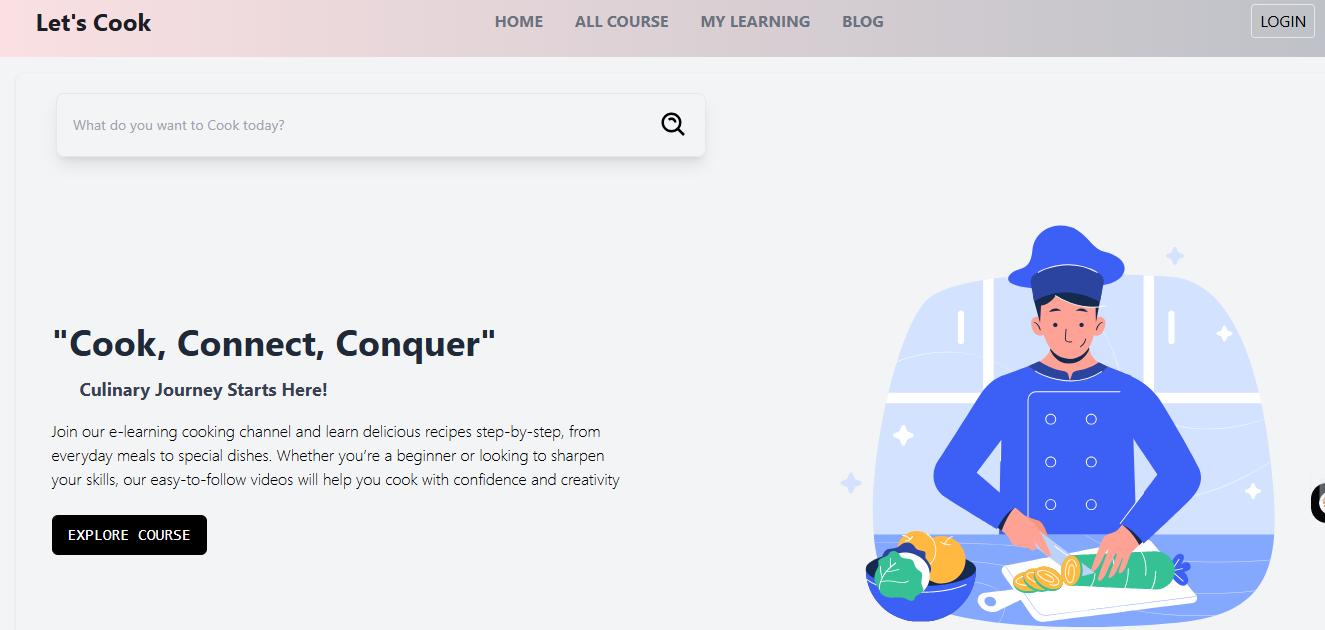 Let's Cook
HOME
ALL COURSE
MY LEARNING
BLOG
LOGIN
What do you want to Cook today?
"Cook, Connect, Conquer"
Culinary Journey Starts Here!
Join our e-learning cooking channel and learn delicious recipes step-by-step, from
everyday meals to special dishes. Whether you’re a beginner or looking to sharpen
your skills, our easy-to-follow videos will help you cook with confidence and creativity
EXPLORE COURSE